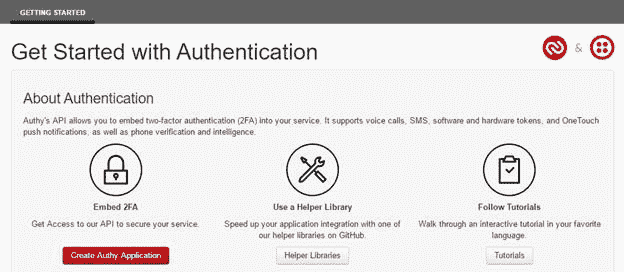 GETTING STARTED
Get Started with Authentication
&
About Authentication
Authy's API allows you to embed two-factor authentication (2FA) into your service. It supports voice calls, SMS, software and hardware tokens, and OneTouch
push notifications, as well as phone verification and intelligence.
Embed 2FA
Get Access to our API to secure your service.
Create Authy Application
Use a Helper Library
Speed up your application integration with one of
our helper libraries on GitHub.
Helper Libraries
Follow Tutorials
Walk through an interactive tutorial in your favorite
language.
Tutorials